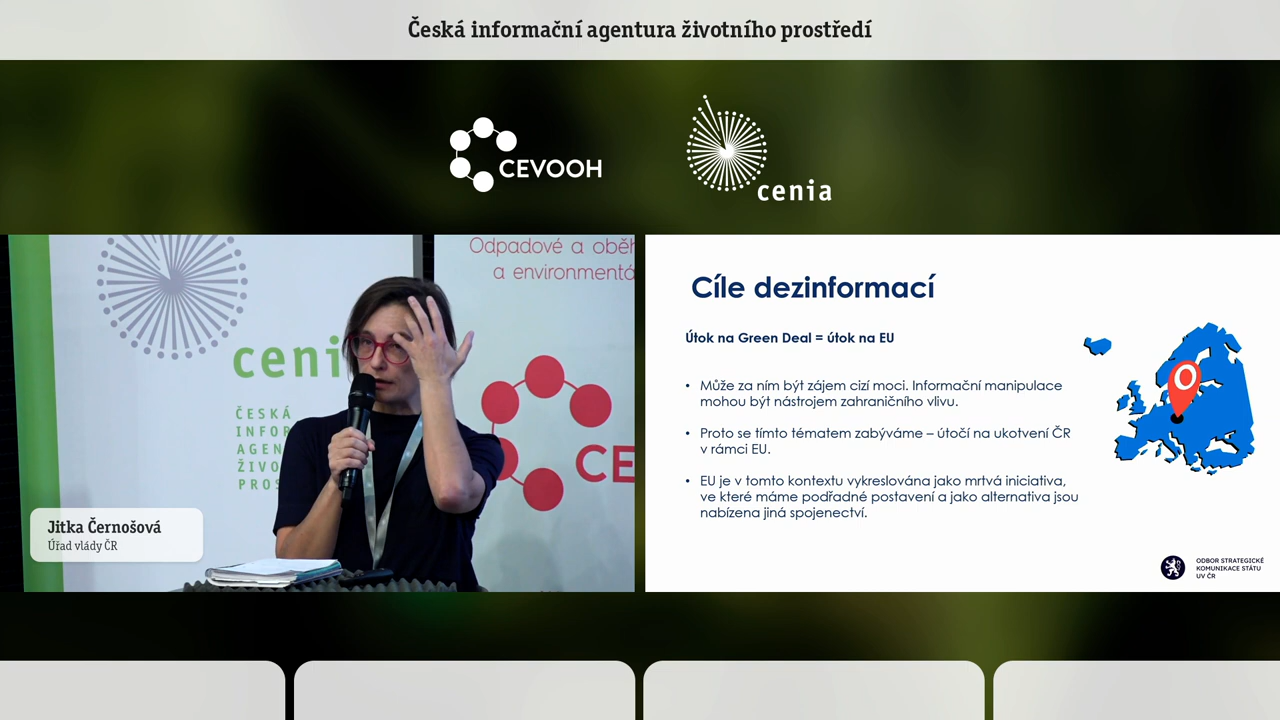 Česká informační agentura životního prostředí
CEVOOH
cenia
Odpadové a oběh
a environmentá
ceni
ČESKÁ
INFOR
AGEN
ŽIVO
PROS
CE
Jitka Černošová
Úřad vlády ČR
Cíle dezinformací
Útok na Green Deal = útok na EU
• Může za ním být zájem cizí moci. Informační manipulace
mohou být nástrojem zahraničního vlivu.
• Proto se tímto tématem zabýváme – útočí na ukotvení ČR
v rámci EU.
• EU je v tomto kontextu vykreslována jako mrtvá iniciativa,
ve které máme podřadné postavení a jako alternativa jsou
nabízena jiná spojenectví.
ODBOR STRATEGICKÉ
KOMUNIKACE STÁTU
UV ČR